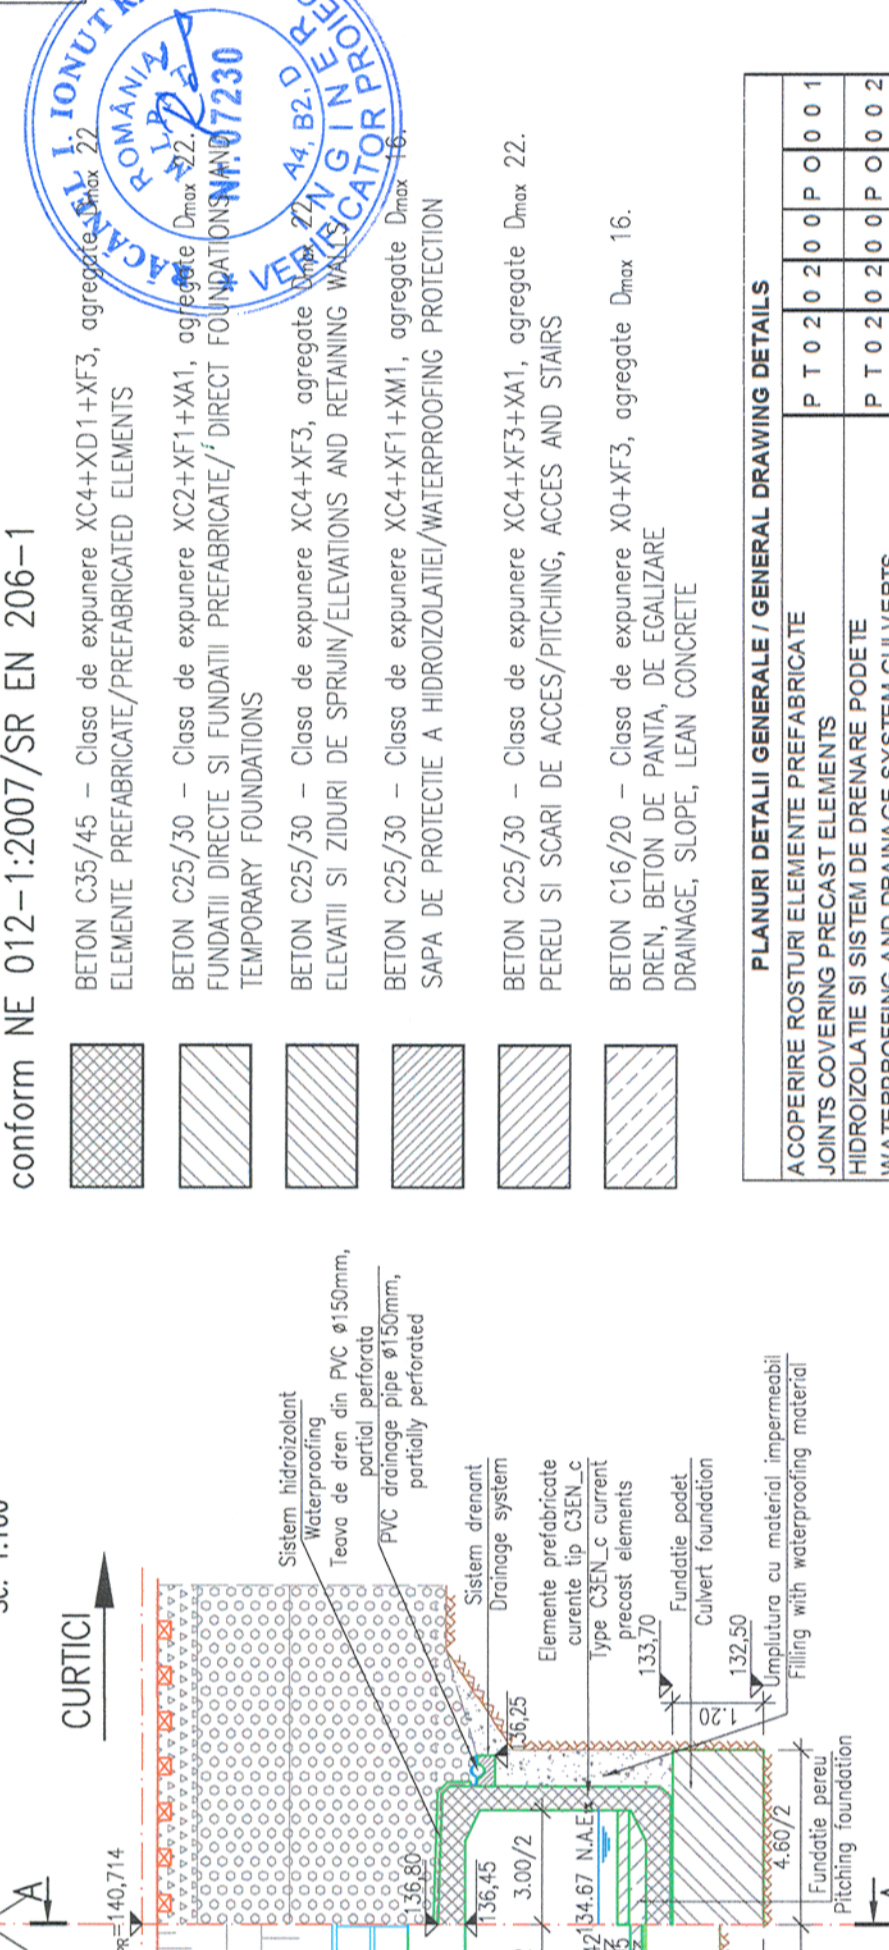 conform NE 012-1:2007/SR EN 206-1
BETON C35/45 - Clasa de expunere XC4+XD1+XF3, agregate Dmax 22
ELEMENTE PREFABRICATE/PREFABRICATED ELEMENTS
BETON C25/30 - Clasa de expunere XC2+XF1+XA1, agregate Dmax 22.
FUNDATII DIRECTE SI FUNDATII PREFABRICATE/ DIRECT FOUNDATIONS AND
TEMPORARY FOUNDATIONS
BETON C25/30 - Clasa de expunere XC4+XF3, agregate Dmax 22.
ELEVATII SI ZIDURI DE SPRIJIN/ELEVATIONS AND RETAINING WALLS
BETON C25/30 - Clasa de expunere XC4+XF1+XM1, agregate Dmax 16.
SAPA DE PROTECTIE A HIDROIZOLATIEI/WATERPROOFING PROTECTION
BETON C25/30 - Clasa de expunere XC4+XF3+XA1, agregate Dmax 22.
PEREU SI SCARI DE ACCES/PITCHING, ACCES AND STAIRS
BETON C16/20 - Clasa de expunere X0+XF3, agregate Dmax 16.
DREN, BETON DE PANTA, DE EGALIZARE
DRAINAGE, SLOPE, LEAN CONCRETE
I. IONUT
ROMÂNIA
Nr. 07230
A4, B2, D
INGINER
VERIFICATOR
PLANURI DETALII GENERALE / GENERAL DRAWING DETAILS
ACOPERIRE ROSTURI ELEMENTE PREFABRICATE P T 0 2 0 2 0 0 P O 0 0 1
JOINTS COVERING PRECAST ELEMENTS
HIDROIZOLATIE SI SISTEM DE DRENARE PODETE P T 0 2 0 2 0 0 P O 0 0 2
WATERPROOFING AND DRAINAGE SYSTEM CULVERTS
CURTICI
A
=140,714
Sistem hidroizolant
Waterproofing
Teava de dren din PVC ø150mm,
partial perforata
PVC drainage pipe ø150mm,
partially perforated
Sistem drenant
Drainage system
136,25
Elemente prefabricate
curente tip C3EN_c
Type C3EN_c current
precast elements
133,70
Fundatie podet
Culvert foundation
132,50
1.20
Umplutura cu material impermeabil
Filling with waterproofing material
136,80
136,45
3.00/2
134.67 N.A.E.
4.60/2
Fundatie pereu
Pitching foundation